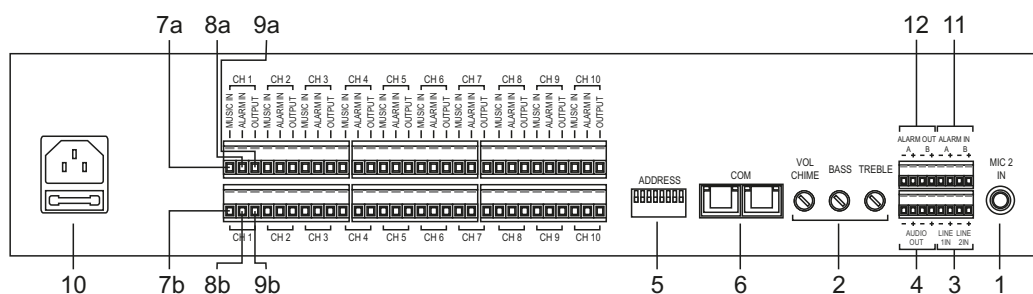 7a 8a 9a 12 11
CH 1 CH 2 CH 3 CH 4 CH 5 CH 6 CH 7 CH 8 CH 9 CH 10
MUSIC IN ALARM IN OUTPUT MUSIC IN ALARM IN OUTPUT MUSIC IN ALARM IN OUTPUT MUSIC IN ALARM IN OUTPUT MUSIC IN ALARM IN OUTPUT MUSIC IN ALARM IN OUTPUT MUSIC IN ALARM IN OUTPUT MUSIC IN ALARM IN OUTPUT MUSIC IN ALARM IN OUTPUT MUSIC IN ALARM IN OUTPUT
ALARM OUT ALARM IN
A B A B
- + - + - + - +
ADDRESS
COM
VOL
CHIME
BASS
TREBLE
MIC 2
IN
- + - + - + - +
AUDIO
OUT
LINE
1IN
LINE
2IN
CH 1 CH 2 CH 3 CH 4 CH 5 CH 6 CH 7 CH 8 CH 9 CH 10
10 7b 8b 9b 5 6 2 4 3 1